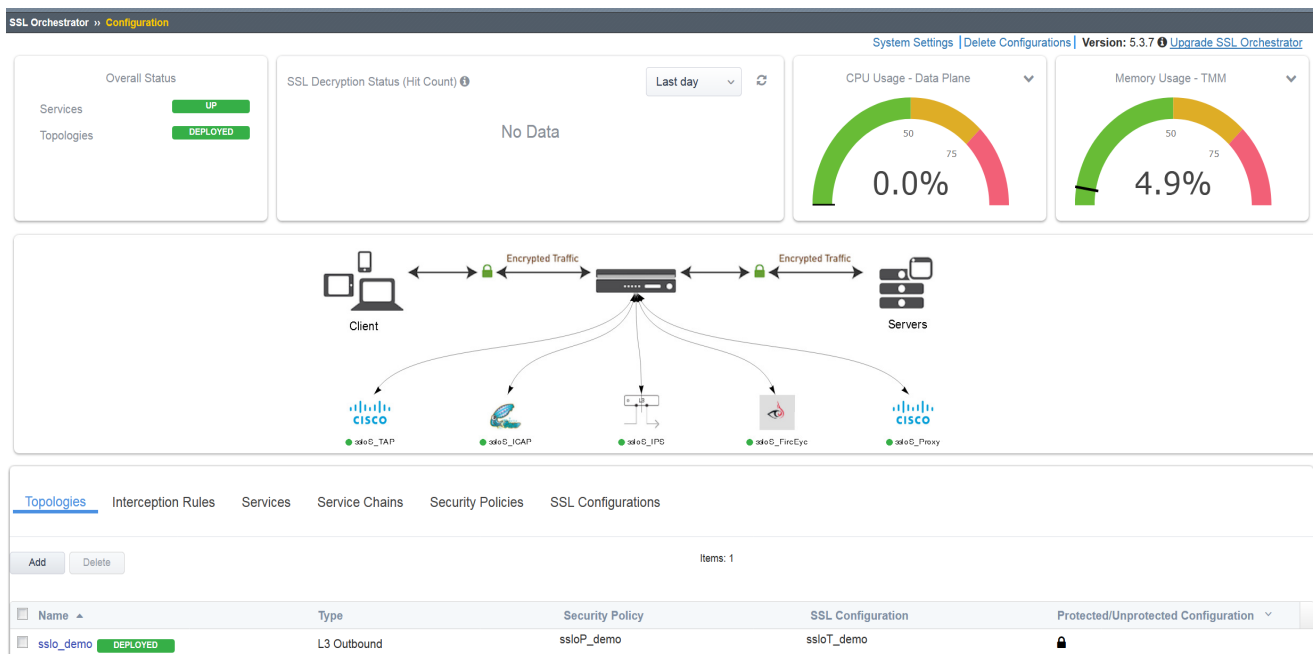 SSL Orchestrator ›› Configuration
System Settings | Delete Configurations | Version: 5.3.7 Upgrade SSL Orchestrator
Overall Status
Services UP
Topologies DEPLOYED
SSL Decryption Status (Hit Count)
Last day
No Data
CPU Usage - Data Plane
50
75
0.0%
Memory Usage - TMM
50
75
4.9%
Encrypted Traffic
Encrypted Traffic
Client
Servers
CISCO
CISCO
ssloS_TAP
ssloS_ICAP
ssloS_IPS
ssloS_FireEye
ssloS_Proxy
Topologies Interception Rules Services Service Chains Security Policies SSL Configurations
Add Delete Items: 1
Name Type Security Policy SSL Configuration Protected/Unprotected Configuration
sslo_demo DEPLOYED L3 Outbound ssloP_demo ssloT_demo